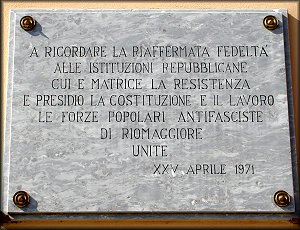 A RICORDARE LA RIAFFERMATA FEDELTA'
ALLE ISTITUZIONI REPUBBLICANE
CUI E MATRICE LA RESISTENZA
E PRESIDIO LA COSTITUZIONE E IL LAVORO
LE FORZE POPOLARI ANTIFASCISTE
DI RIOMAGGIORE
UNITE
XXV APRILE 1971